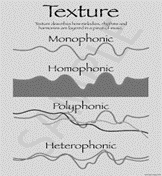 Texture
Texture describes how melodies, rhythms and
harmonies are layered in a piece of music.
Monophonic
Homophonic
Polyphonic
Heterophonic